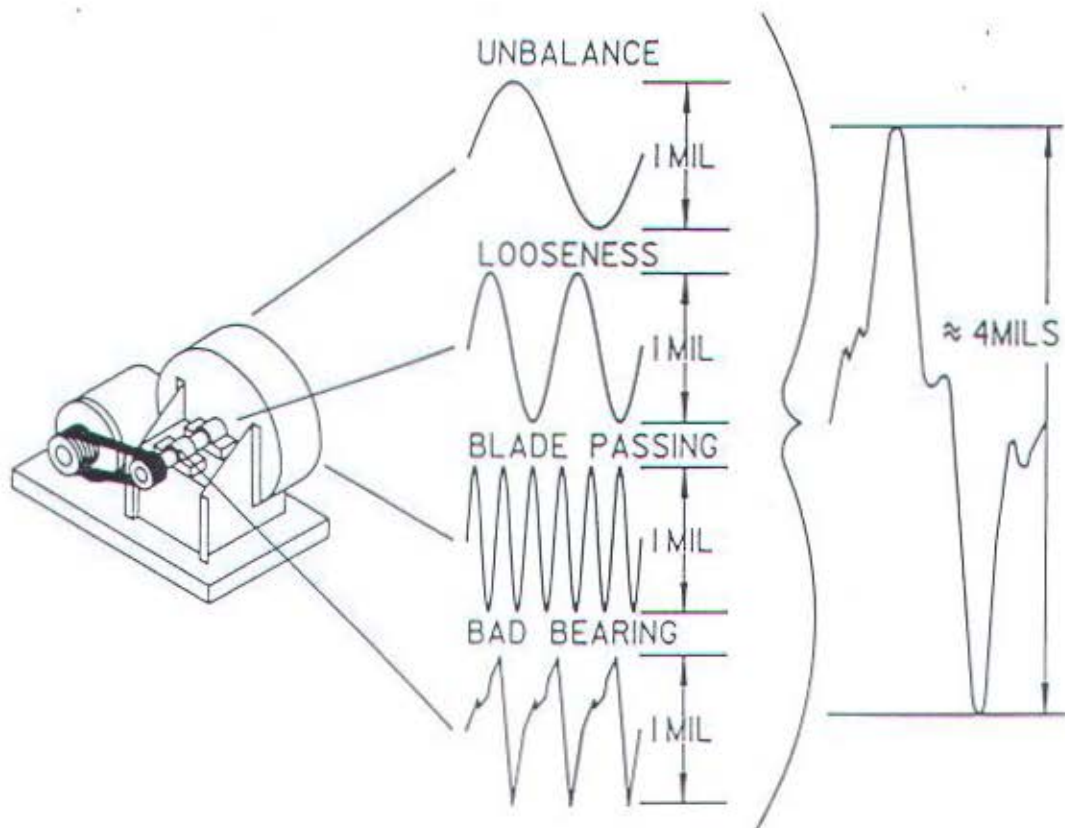 UNBALANCE
1 MIL
LOOSENESS
1 MIL
≈ 4MILS
BLADE PASSING
1 MIL
BAD BEARING
1 MIL